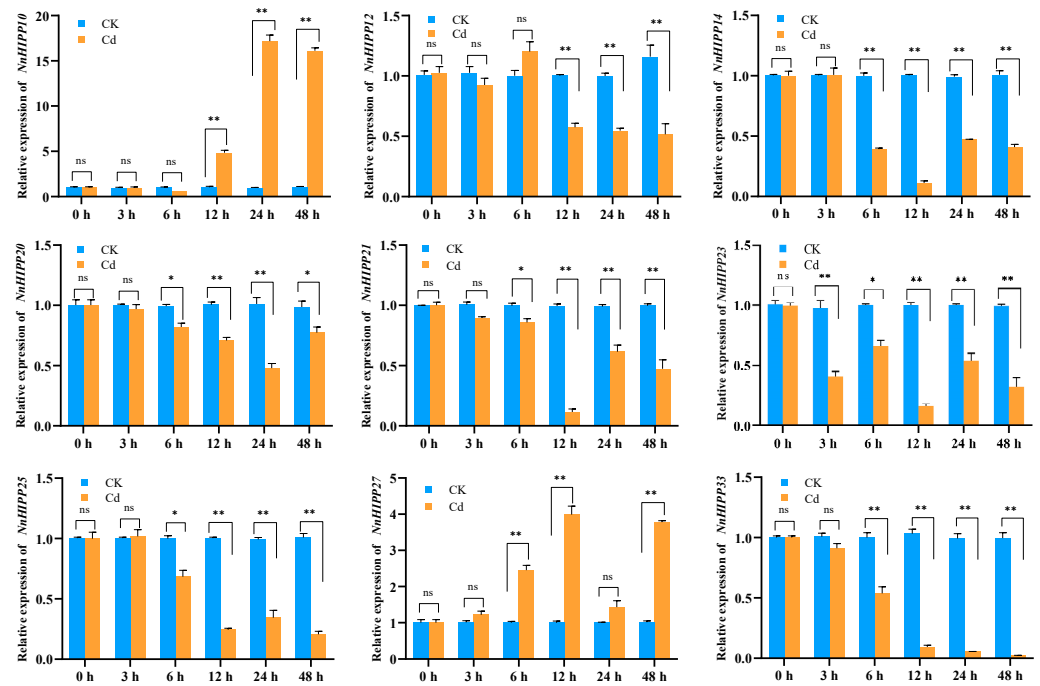 Relative expression of NnHIPP10
20
15
10
5
0
CK
Cd
ns
ns
ns
**
**
**
0 h 3 h 6 h 12 h 24 h 48 h
Relative expression of NnHIPP12
1.5
1.0
0.5
0.0
CK
Cd
ns
ns
ns
**
**
**
0 h 3 h 6 h 12 h 24 h 48 h
Relative expression of NnHIPP14
1.5
1.0
0.5
0.0
CK
Cd
ns
ns
**
**
**
**
0 h 3 h 6 h 12 h 24 h 48 h
Relative expression of NnHIPP20
1.5
1.0
0.5
0.0
CK
Cd
ns
ns
*
**
**
*
0 h 3 h 6 h 12 h 24 h 48 h
Relative expression of NnHIPP21
1.5
1.0
0.5
0.0
CK
Cd
ns
ns
*
**
**
**
0 h 3 h 6 h 12 h 24 h 48 h
Relative expression of NnHIPP23
1.5
1.0
0.5
0.0
CK
Cd
ns
**
*
**
**
**
0 h 3 h 6 h 12 h 24 h 48 h
Relative expression of NnHIPP25
1.5
1.0
0.5
0.0
CK
Cd
ns
ns
*
**
**
**
0 h 3 h 6 h 12 h 24 h 48 h
Relative expression of NnHIPP27
5
4
3
2
1
0
CK
Cd
ns
ns
**
**
ns
**
0 h 3 h 6 h 12 h 24 h 48 h
Relative expression of NnHIPP33
1.5
1.0
0.5
0.0
CK
Cd
ns
ns
**
**
**
**
0 h 3 h 6 h 12 h 24 h 48 h